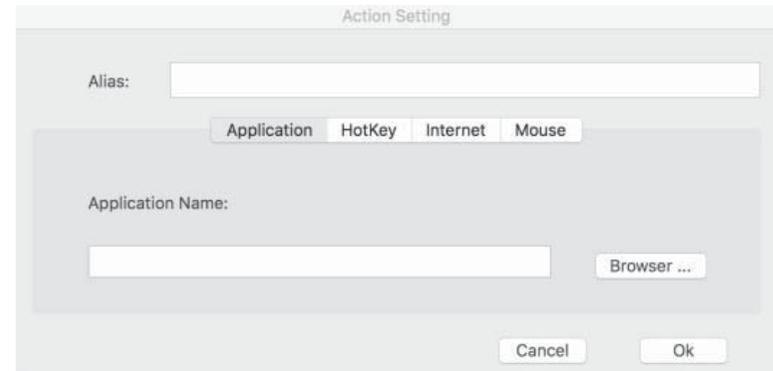 Action Setting
Alias:
Application HotKey Internet Mouse
Application Name:
Browser ...
Cancel Ok